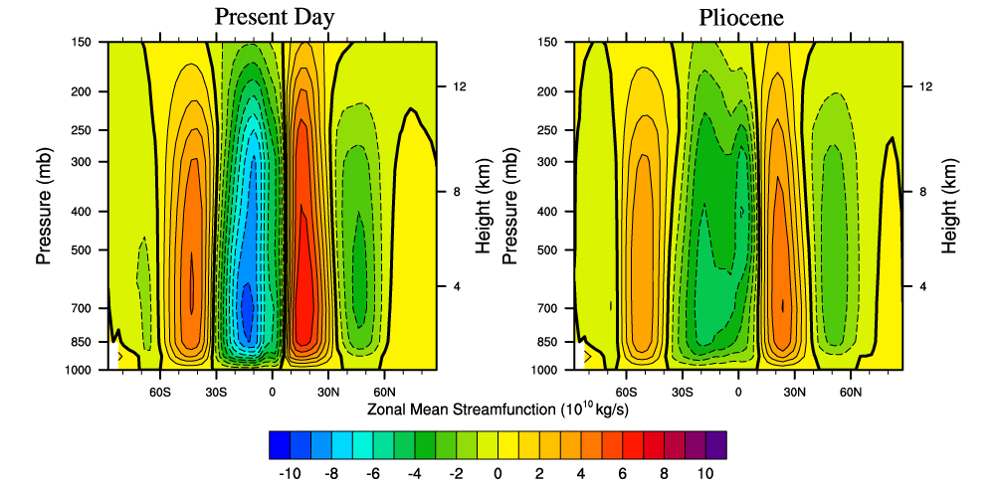 Present Day
Pliocene
150
200
250
300
400
500
700
850
1000
Pressure (mb)
12
8
4
Height (km)
60S 30S 0 30N 60N
150
200
250
300
400
500
700
850
1000
Pressure (mb)
12
8
4
Height (km)
60S 30S 0 30N 60N
Zonal Mean Streamfunction (10¹⁰ kg/s)
-10 -8 -6 -4 -2 0 2 4 6 8 10